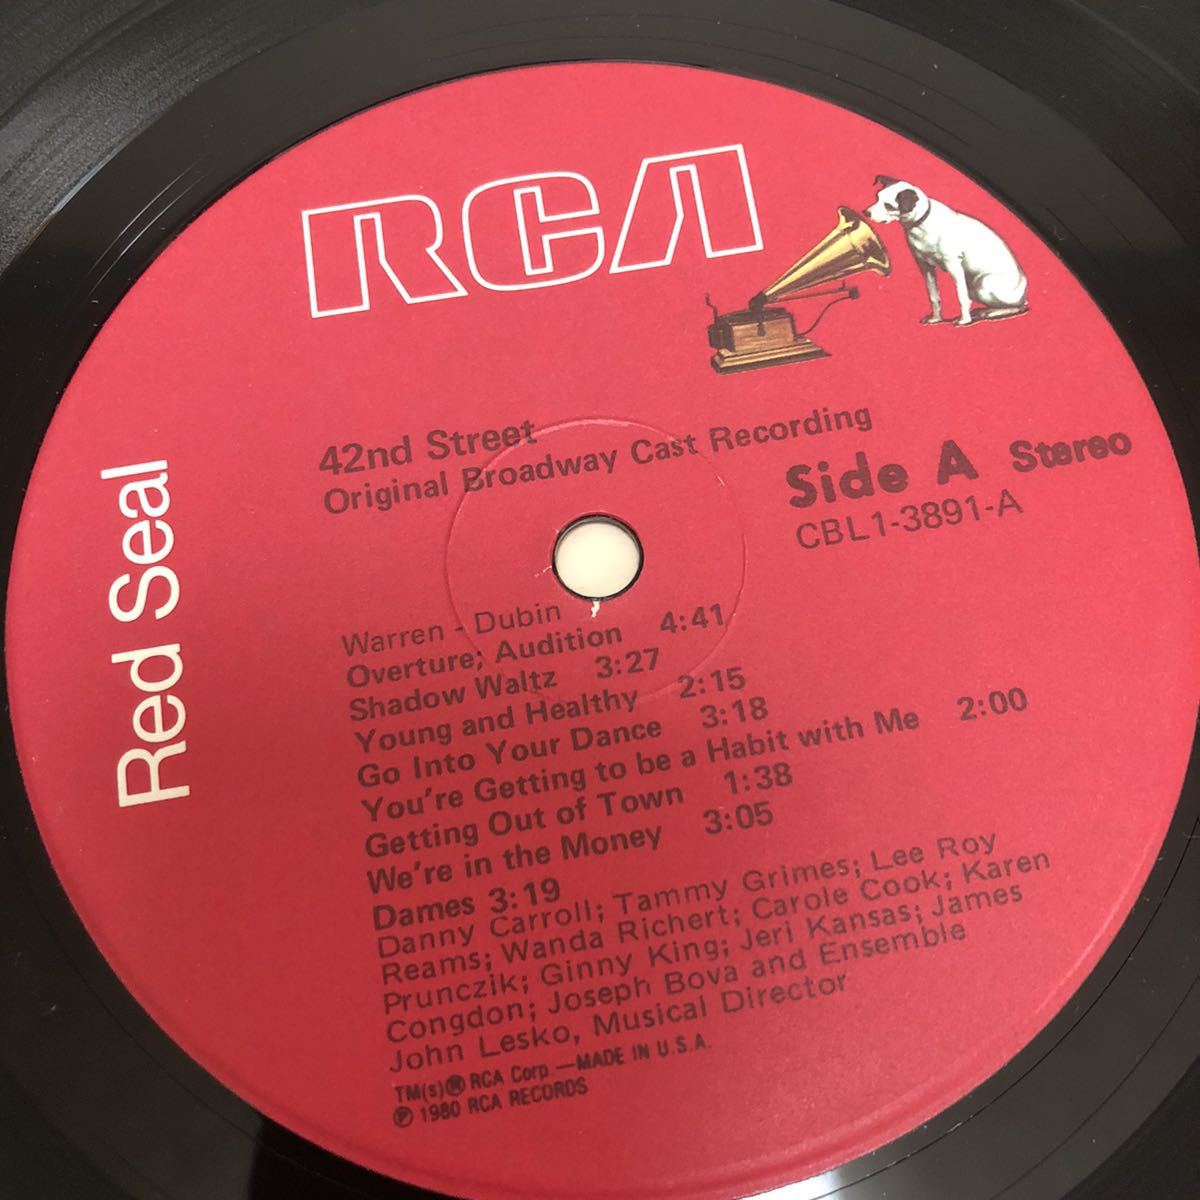 RCA
Red Seal
42nd Street
Original Broadway Cast Recording
Side A Stereo
CBL1-3891-A
Warren - Dubin
Overture; Audition 4:41
Shadow Waltz 3:27
Young and Healthy 2:15
Go Into Your Dance 3:18
You're Getting to be a Habit with Me 2:00
Getting Out of Town 1:38
We're in the Money 3:05
Dames 3:19
Danny Carroll; Tammy Grimes; Lee Roy
Reams; Wanda Richert; Carole Cook; Karen
Prunczik; Ginny King; Jeri Kansas; James
Congdon; Joseph Bova and Ensemble
John Lesko, Musical Director
TM(s)® RCA Corp.—MADE IN U.S.A.
℗ 1980 RCA RECORDS